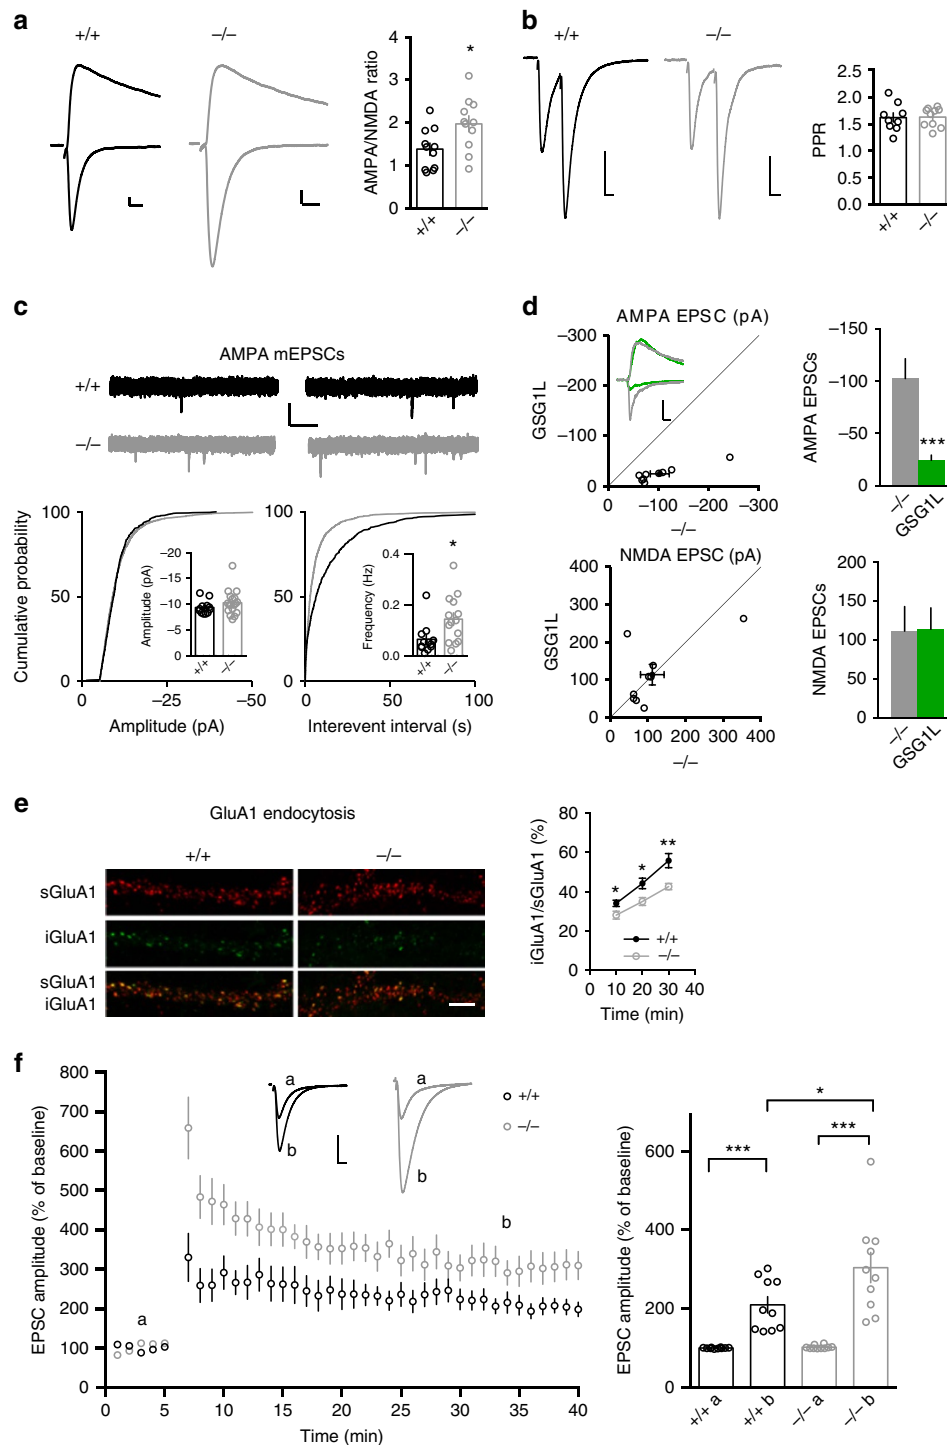 a
+/+
–/–
AMPA/NMDA ratio
4
3
2
1
0
*
+/+
–/–
b
+/+
–/–
PPR
2.5
2.0
1.5
1.0
0.5
0.0
+/+
–/–
c
AMPA mEPSCs
+/+
–/–
Cumulative probability
100
50
0
0
–25
–50
Amplitude (pA)
Amplitude (pA)
–20
–15
–10
–5
0
+/+
–/–
100
50
0
0
50
100
Interevent interval (s)
Frequency (Hz)
0.4
0.2
0.0
*
+/+
–/–
d
AMPA EPSC (pA)
GSG1L
–300
–200
–100
0
0
–100
–200
–300
–/–
AMPA EPSCs
–150
–100
–50
0
***
–/–
GSG1L
NMDA EPSC (pA)
GSG1L
400
300
200
100
0
0
100
200
300
400
–/–
NMDA EPSCs
200
150
100
50
0
–/–
GSG1L
e
GluA1 endocytosis
+/+
–/–
sGluA1
iGluA1
sGluA1
iGluA1
iGluA1/sGluA1 (%)
80
60
40
20
0
* * **
+/+
–/–
0 10 20 30 40
Time (min)
f
EPSC amplitude (% of baseline)
800
700
600
500
400
300
200
100
0
a
b
a
b
a
b
+/+
–/–
0 5 10 15 20 25 30 35 40
Time (min)
EPSC amplitude (% of baseline)
600
400
200
0
***
*
***
+/+ a
+/+ b
–/– a
–/– b